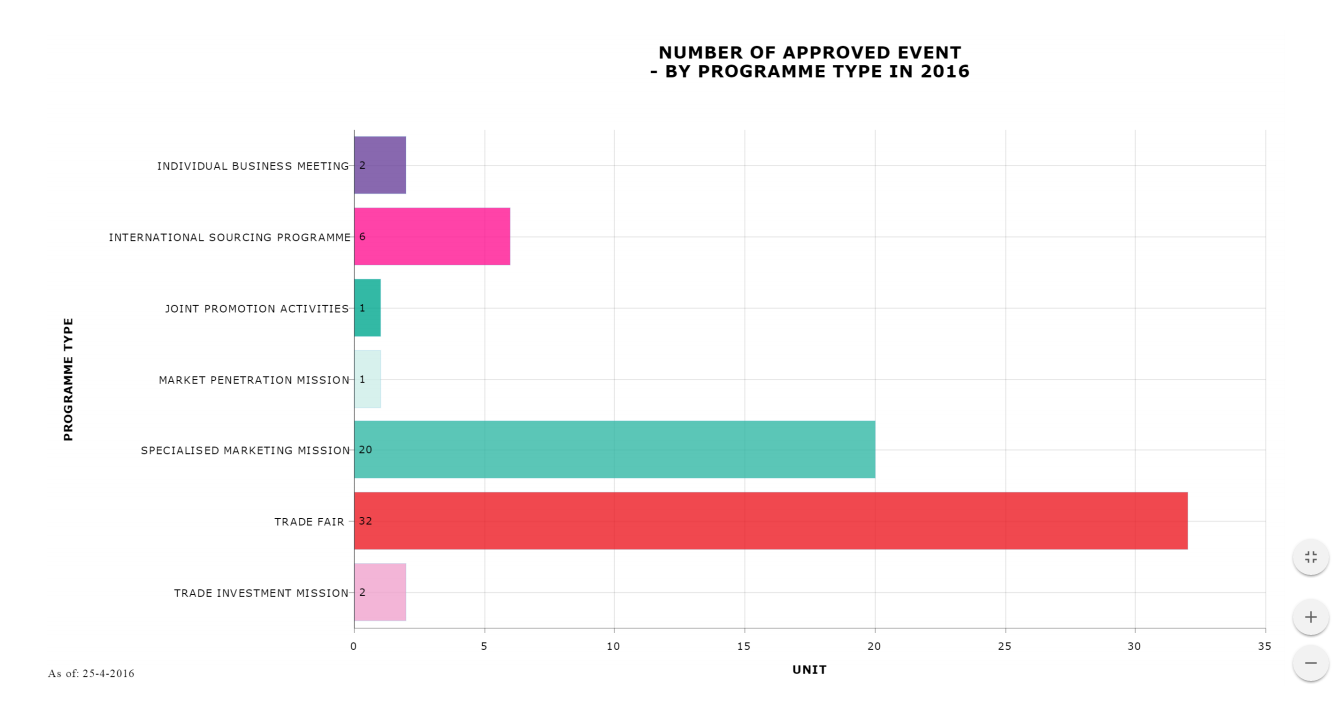 NUMBER OF APPROVED EVENT
- BY PROGRAMME TYPE IN 2016
PROGRAMME TYPE
INDIVIDUAL BUSINESS MEETING 2
INTERNATIONAL SOURCING PROGRAMME 6
JOINT PROMOTION ACTIVITIES 1
MARKET PENETRATION MISSION 1
SPECIALISED MARKETING MISSION 20
TRADE FAIR 32
TRADE INVESTMENT MISSION 2
0 5 10 15 20 25 30 35
UNIT
As of: 25-4-2016